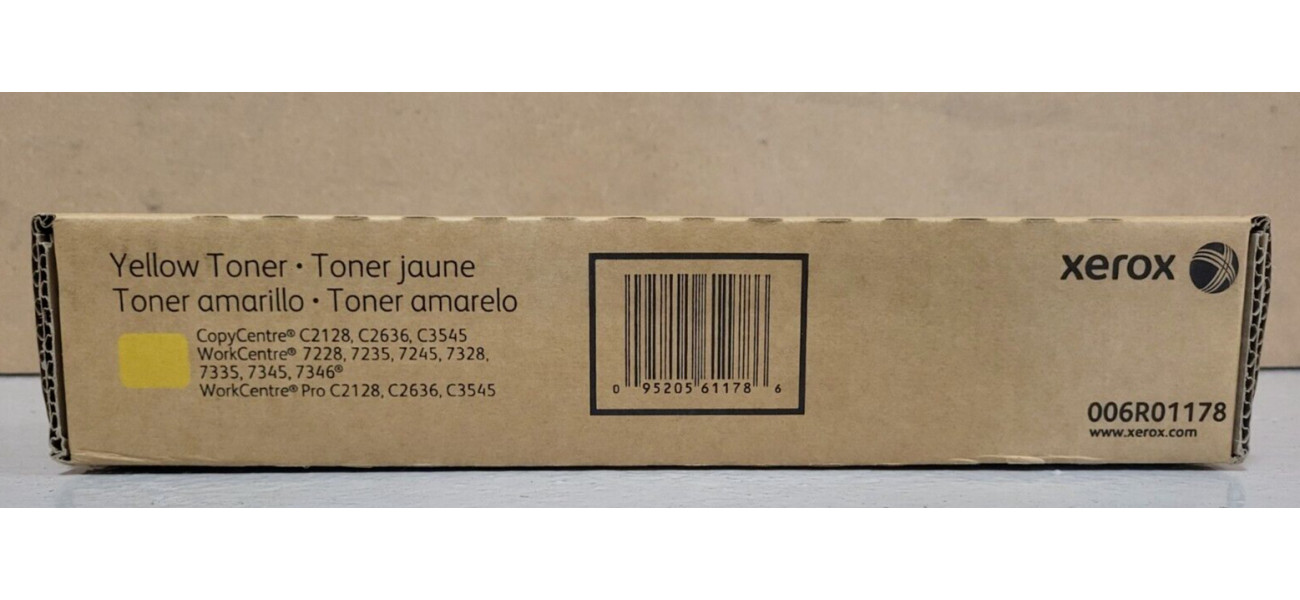 Yellow Toner • Toner jaune
Toner amarillo • Toner amarelo
CopyCentre® C2128, C2636, C3545
WorkCentre® 7228, 7235, 7245, 7328,
7335, 7345, 7346®
WorkCentre® Pro C2128, C2636, C3545
0 95205 61178 6
xerox
006R01178
www.xerox.com